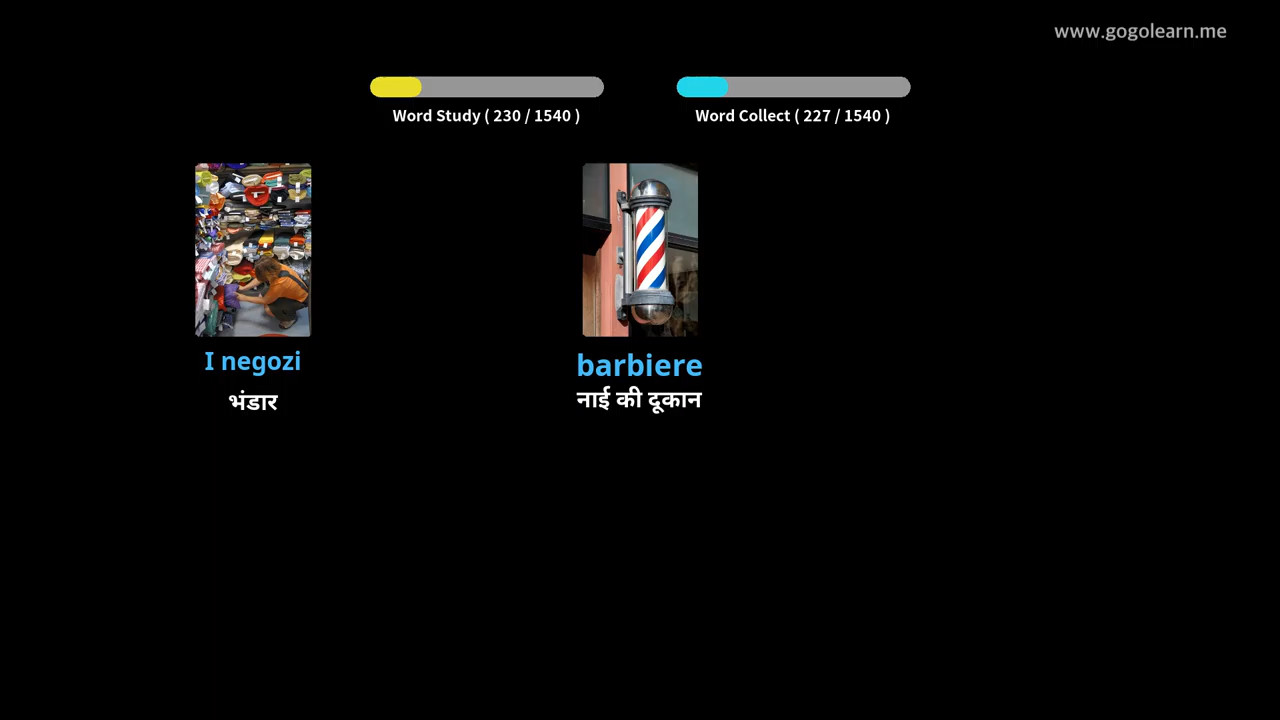 www.gogolearn.me
Word Study ( 230 / 1540 )
Word Collect ( 227 / 1540 )
I negozi
भंडार
barbiere
नाई की दूकान